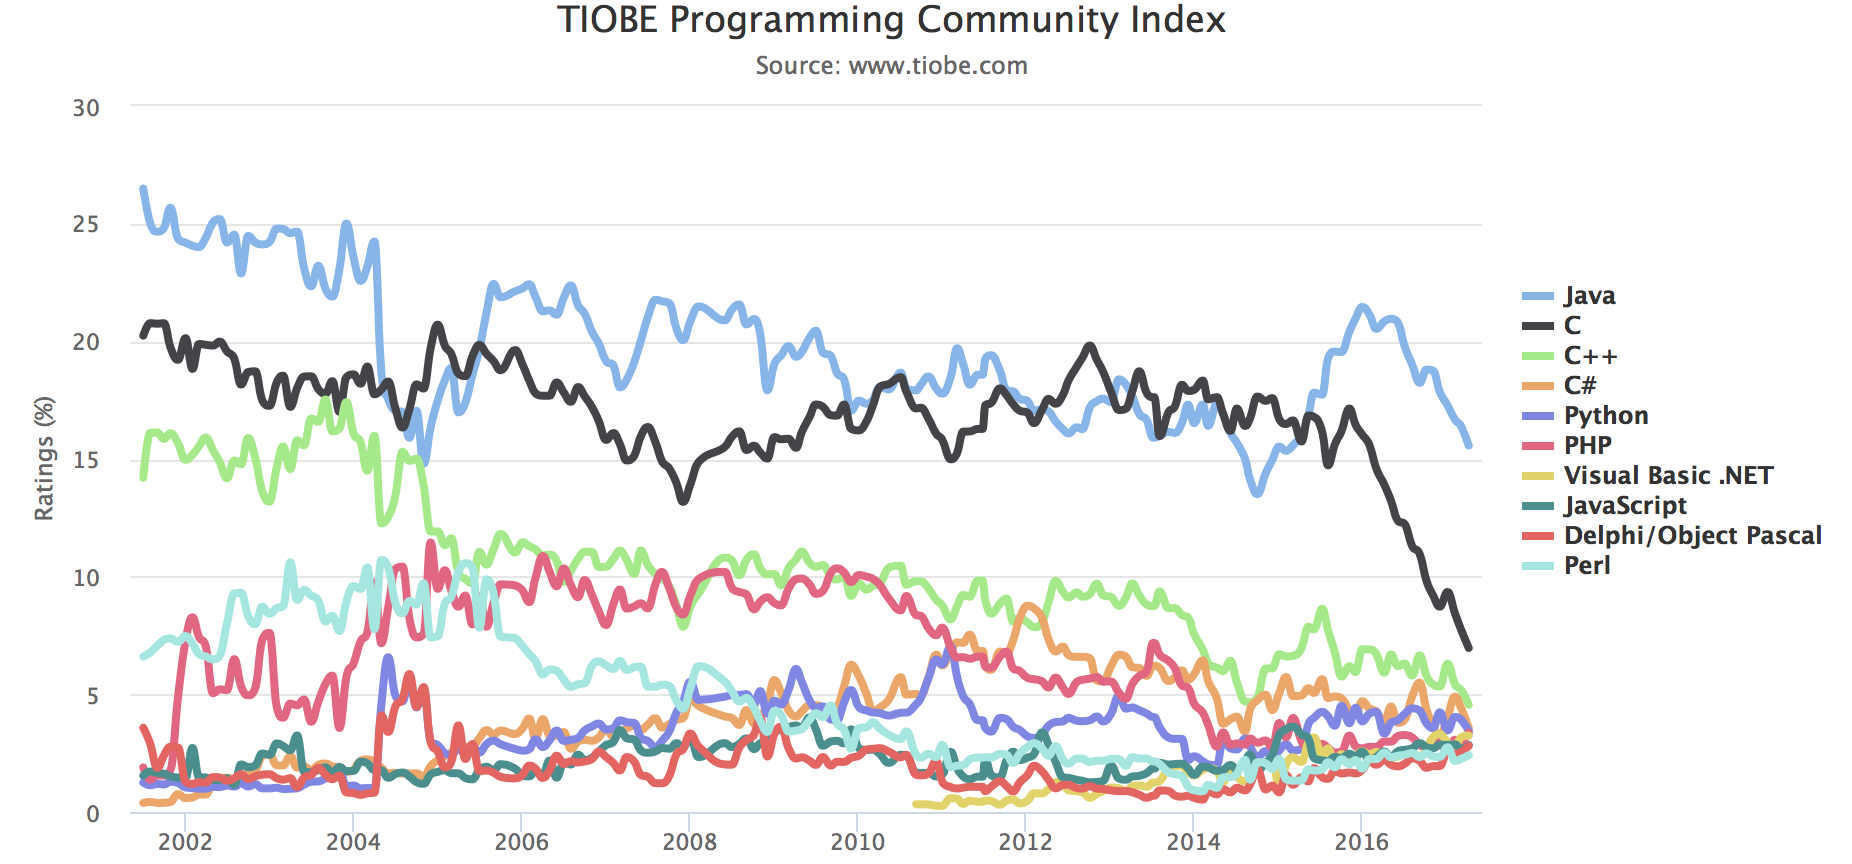 TIOBE Programming Community Index
Source: www.tiobe.com
Ratings (%)
30
25
20
15
10
5
0
2002
2004
2006
2008
2010
2012
2014
2016
Java
C
C++
C#
Python
PHP
Visual Basic .NET
JavaScript
Delphi/Object Pascal
Perl